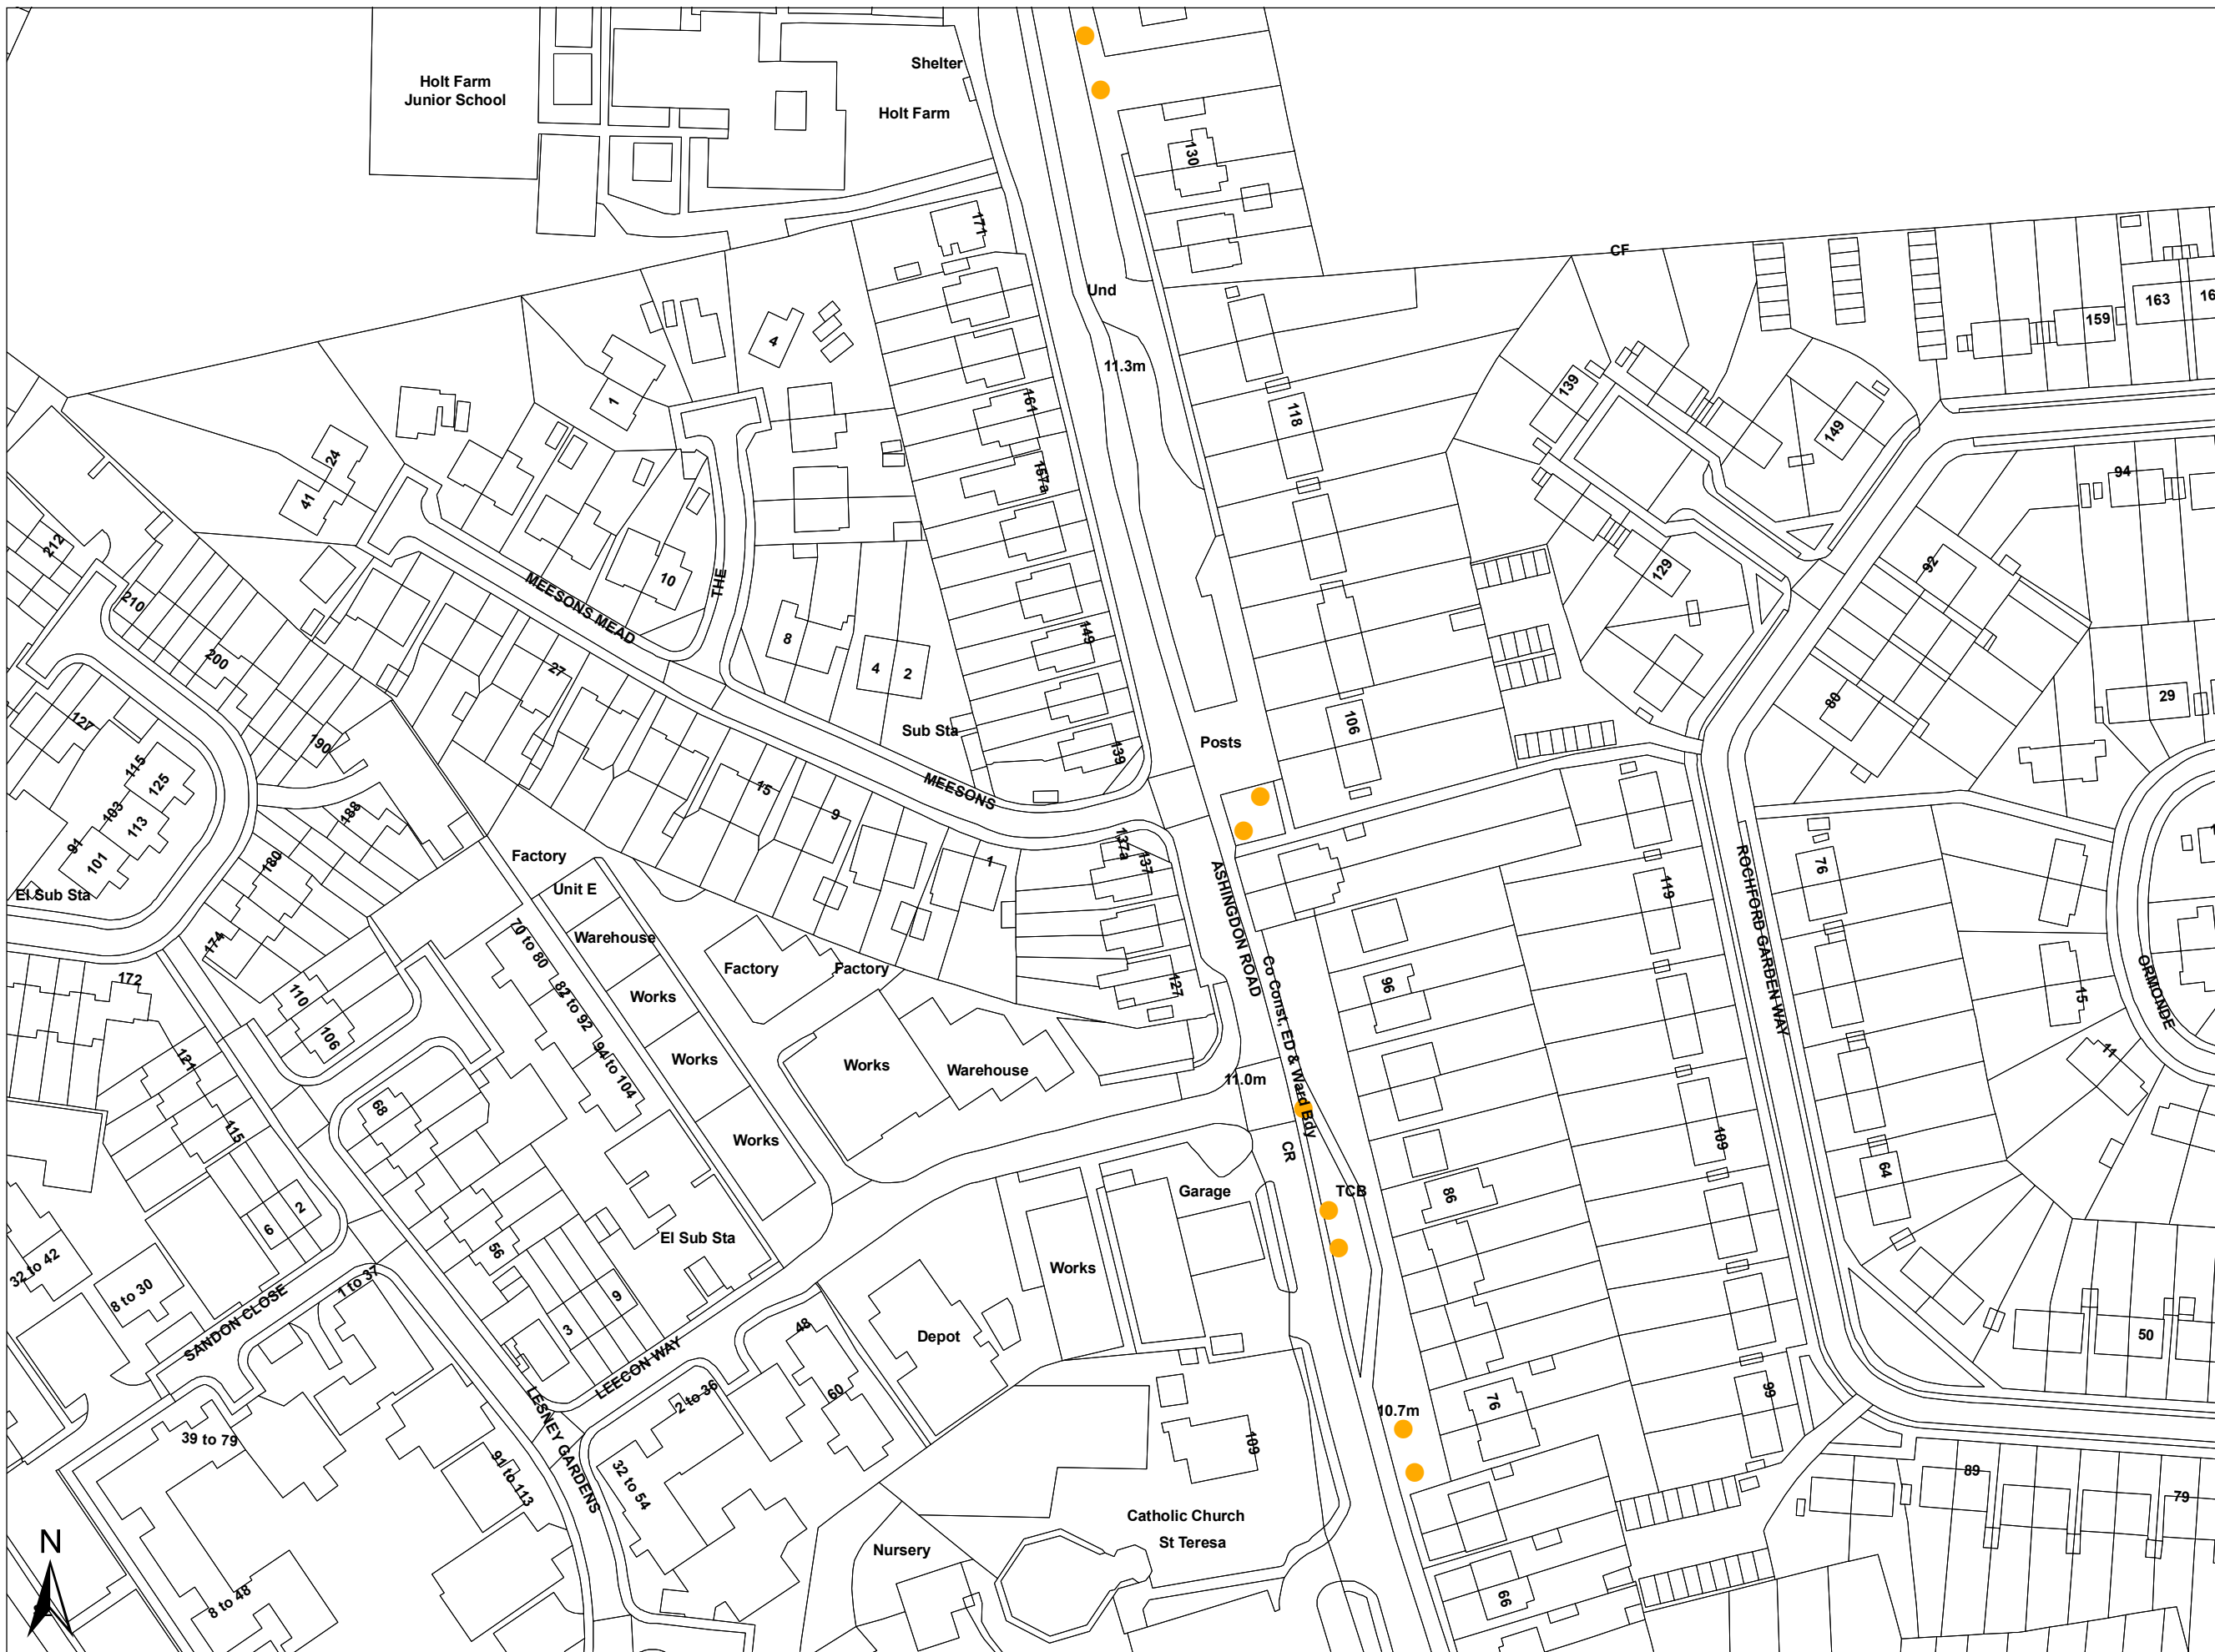 Shelter
Holt Farm
Junior School
Holt Farm
130
171
CF
Und
163
159
4
11.3m
139
1
161
118
149
24
157a
94
41
212
92
129
10
THE
MEESONS MEAD
210
149
8
200
4
2
27
29
80
127
106
Sub Sta
190
Posts
139
115
125
MEESONS
15
103
188
9
113
137a
91
Factory
1
137
180
101
76
Unit E
119
El Sub Sta
ASHINGDON ROAD
ROCHFORD GARDEN WAY
174
70 to 80
Warehouse
Factory
Factory
172
127
96
Co Const, ED & Ward Bdy
ORMONDE
110
82 to 92
Works
15
106
121
94 to 104
Works
Works
Warehouse
11.0m
11
68
115
Works
109
CR
64
2
6
86
Garage
TCB
El Sub Sta
56
32 to 42
8 to 30
1 to 37
Works
9
3
SANDON CLOSE
48
Depot
50
LEECON WAY
LESNEY GARDENS
2 to 36
60
76
99
10.7m
39 to 79
109
32 to 54
91 to 113
89
79
Catholic Church
St Teresa
Nursery
N
8 to 48
66